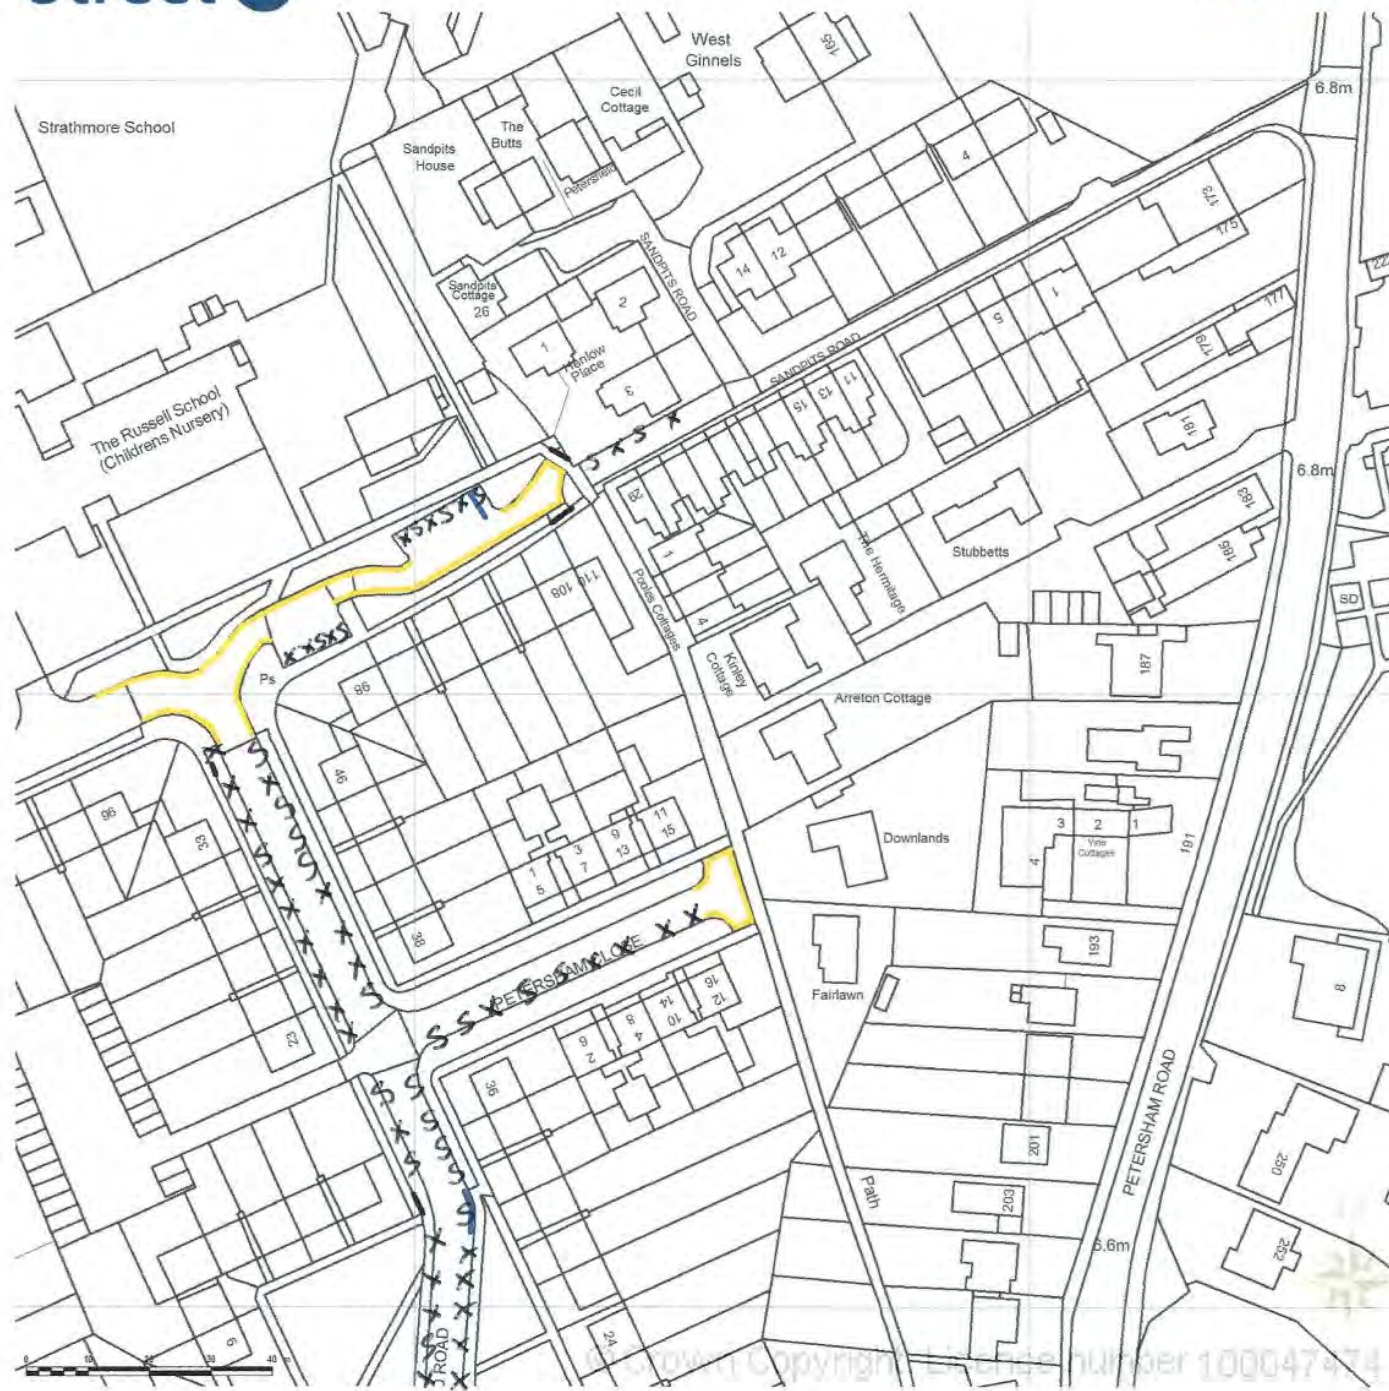 West
Ginnels
165
6.8m
Strathmore School
Cecil
Cottage
The
Butts
Sandpits
House
Petersfield
4
173
175
SANDPITS ROAD
14
12
222
Sandpits
Cottage
26
2
1
5
177
1
Henlow
Place
3
SANDPITS ROAD
179
11
13
15
181
The Russell School
(Childrens Nursery)
S X S X
6.8m
29
183
X S X S X S
1
The Hermitage
Stubbetts
185
108 110
Pooles Cottages
SD
4
X X S X S
Kinley
Cottage
187
Ps
98
Arreton Cottage
46
96
33
11
15
9
13
3
7
1
5
Downlands
3
2
1
Vine
Cottages
4
191
38
PETERSHAM CLOSE
193
Fairlawn
8
16
12
14
10
8
4
6
2
23
36
PETERSHAM ROAD
201
250
Path
203
252
6.6m
24
9
ROAD
0 10 20 30 40
© Crown Copyright Licence number 100047474